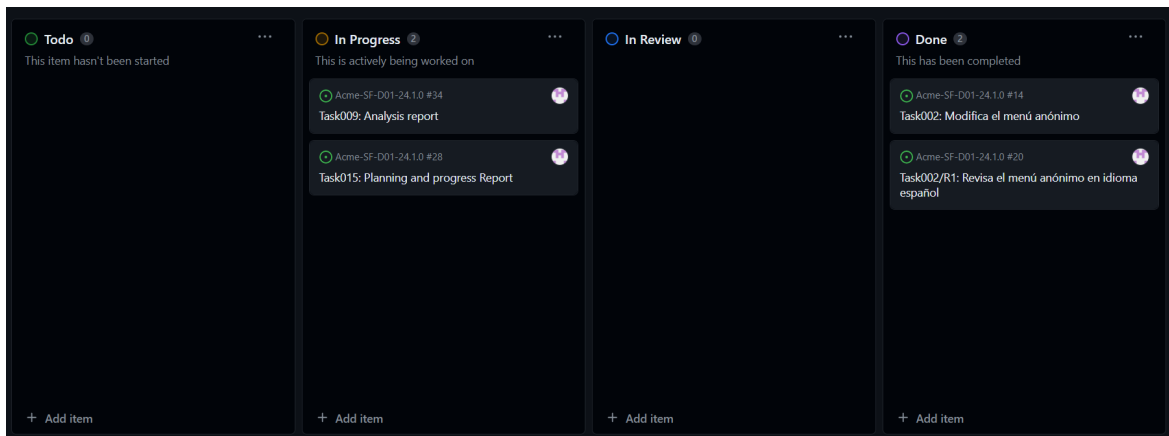 Todo 0
...
This item hasn't been started
+ Add item
In Progress 2
...
This is actively being worked on
Acme-SF-D01-24.1.0 #34
Task009: Analysis report
Acme-SF-D01-24.1.0 #28
Task015: Planning and progress Report
+ Add item
In Review 0
...
+ Add item
Done 2
...
This has been completed
Acme-SF-D01-24.1.0 #14
Task002: Modifica el menú anónimo
Acme-SF-D01-24.1.0 #20
Task002/R1: Revisa el menú anónimo en idioma
español
+ Add item